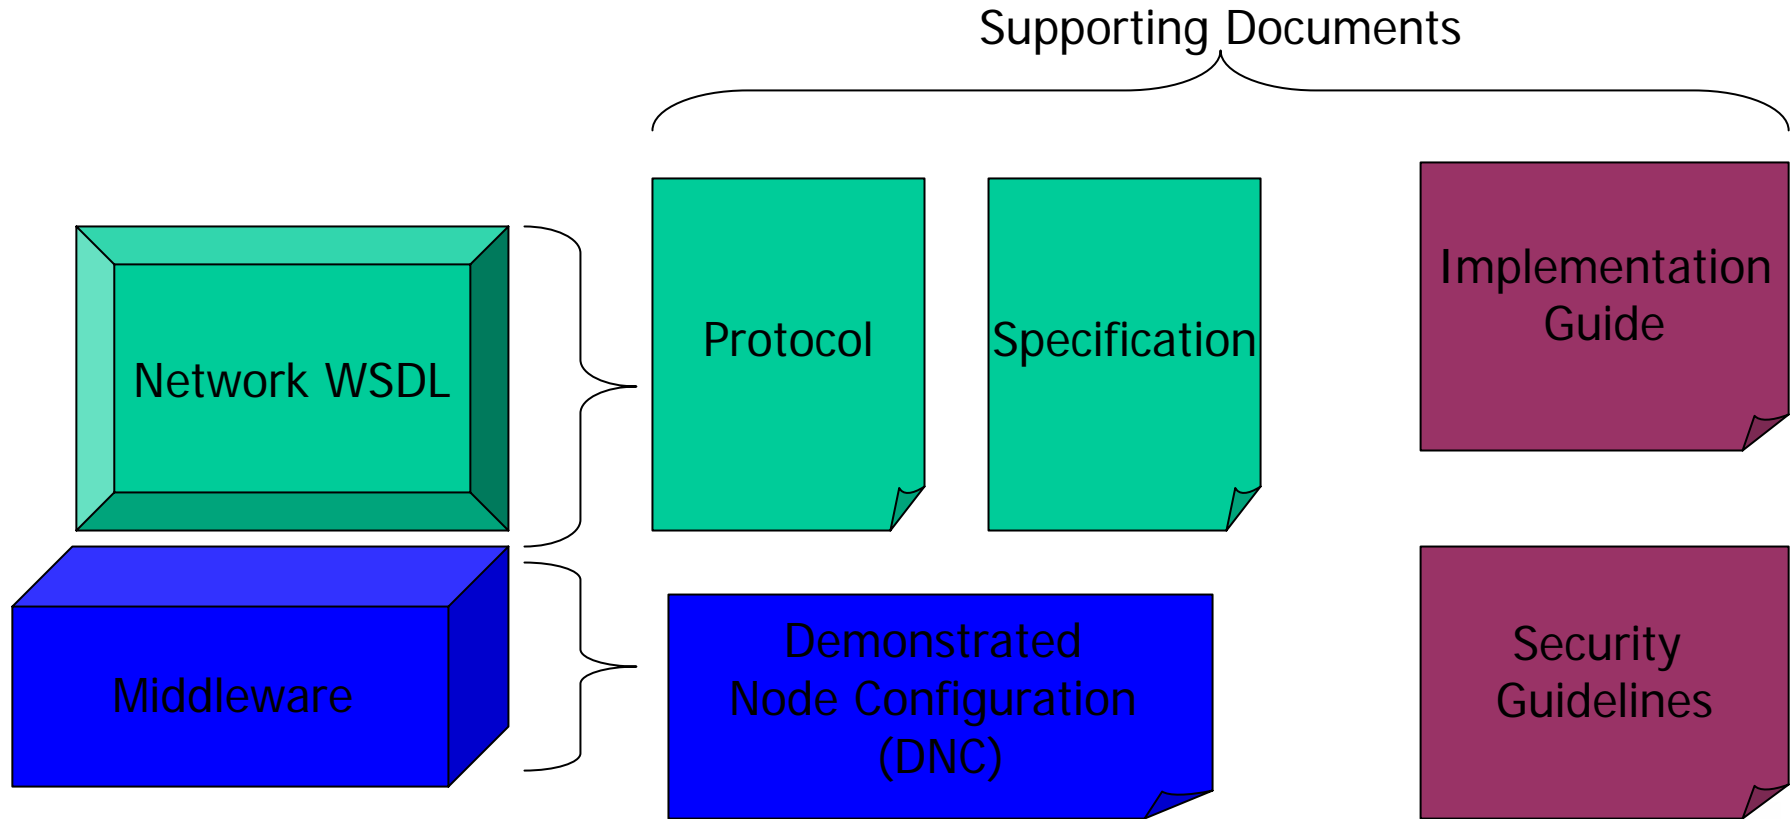 Supporting Documents
Network WSDL
Protocol
Specification
Implementation
Guide
Middleware
Demonstrated
Node Configuration
(DNC)
Security
Guidelines